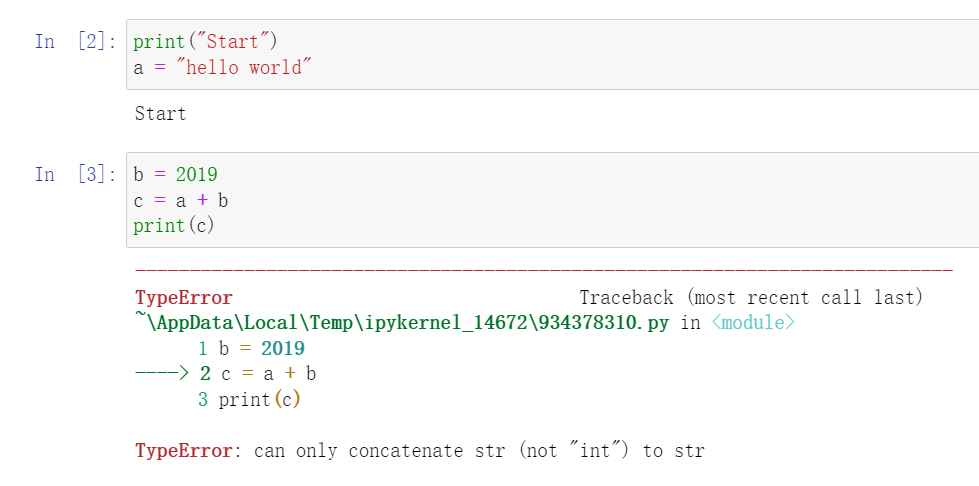 In [2]: print("Start")
a = "hello world"
Start
In [3]: b = 2019
c = a + b
print(c)
---------------------------------------------------------------------------
TypeError Traceback (most recent call last)
~\AppData\Local\Temp\ipykernel_14672\934378310.py in <module>
1 b = 2019
----> 2 c = a + b
3 print(c)
TypeError: can only concatenate str (not "int") to str